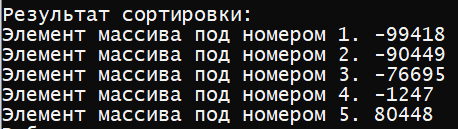 Результат сортировки:
Элемент массива под номером 1. -99418
Элемент массива под номером 2. -90449
Элемент массива под номером 3. -76695
Элемент массива под номером 4. -1247
Элемент массива под номером 5. 80448